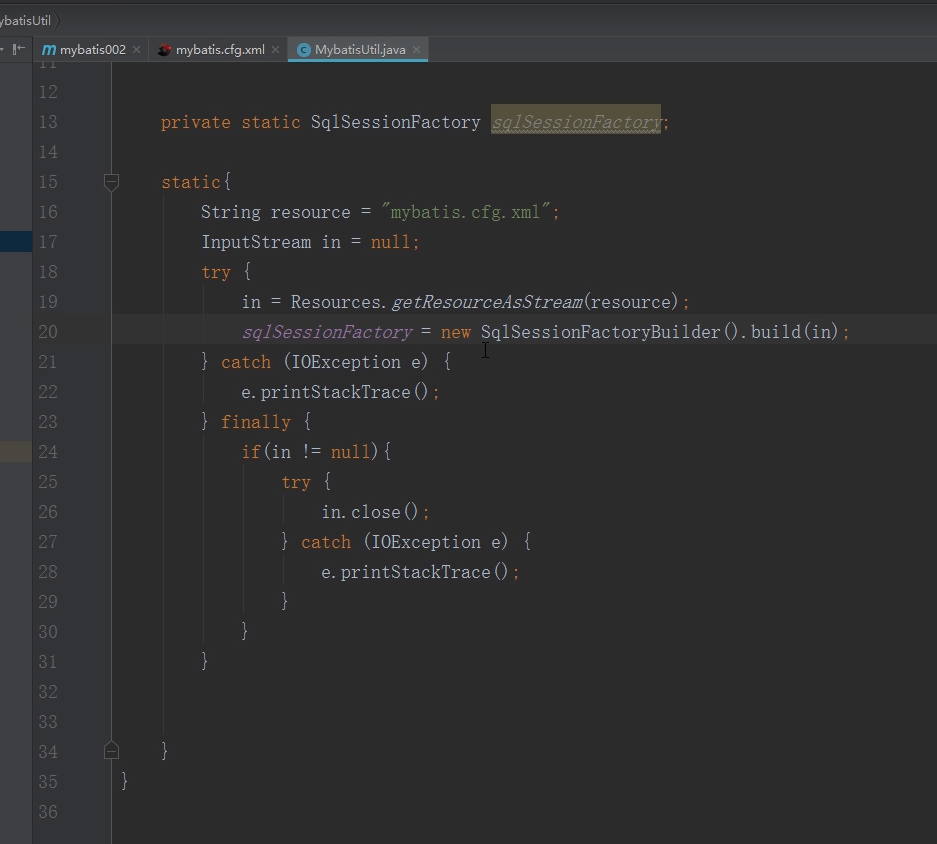 ybatisUtil
mybatis002 mybatis.cfg.xml MybatisUtil.java
11
12
13 private static SqlSessionFactory sqlSessionFactory;
14
15 static{
16 String resource = "mybatis.cfg.xml";
17 InputStream in = null;
18 try {
19 in = Resources.getResourceAsStream(resource);
20 sqlSessionFactory = new SqlSessionFactoryBuilder().build(in);
21 } catch (IOException e) {
22 e.printStackTrace();
23 } finally {
24 if(in != null){
25 try {
26 in.close();
27 } catch (IOException e) {
28 e.printStackTrace();
29 }
30 }
31 }
32
33
34 }
35 }
36